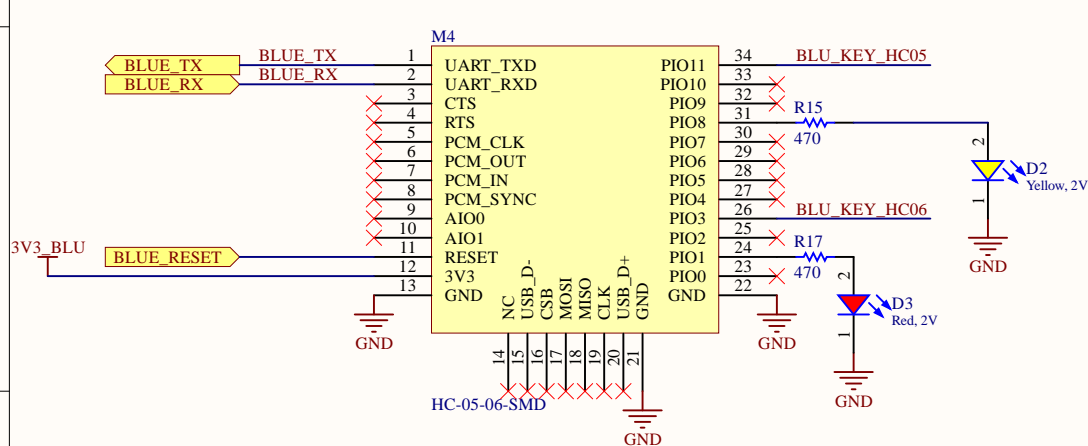 M4
BLUE_TX BLUE_TX 1 UART_TXD PIO11 34 BLU_KEY_HC05
BLUE_RX BLUE_RX 2 UART_RXD PIO10 33
3 CTS PIO9 32
4 RTS PIO8 31 R15 470
5 PCM_CLK PIO7 30
6 PCM_OUT PIO6 29
7 PCM_IN PIO5 28
8 PCM_SYNC PIO4 27
9 AIO0 PIO3 26 BLU_KEY_HC06
10 AIO1 PIO2 25
BLUE_RESET 11 RESET PIO1 24 R17 470
3V3_BLU 12 3V3 PIO0 23
13 GND GND 22
GND
GND
2
D2
Yellow, 2V
1
GND
2
D3
Red, 2V
1
GND
NC USB_D- CSB MOSI MISO CLK USB_D+ GND
14 15 16 17 18 19 20 21
HC-05-06-SMD
GND